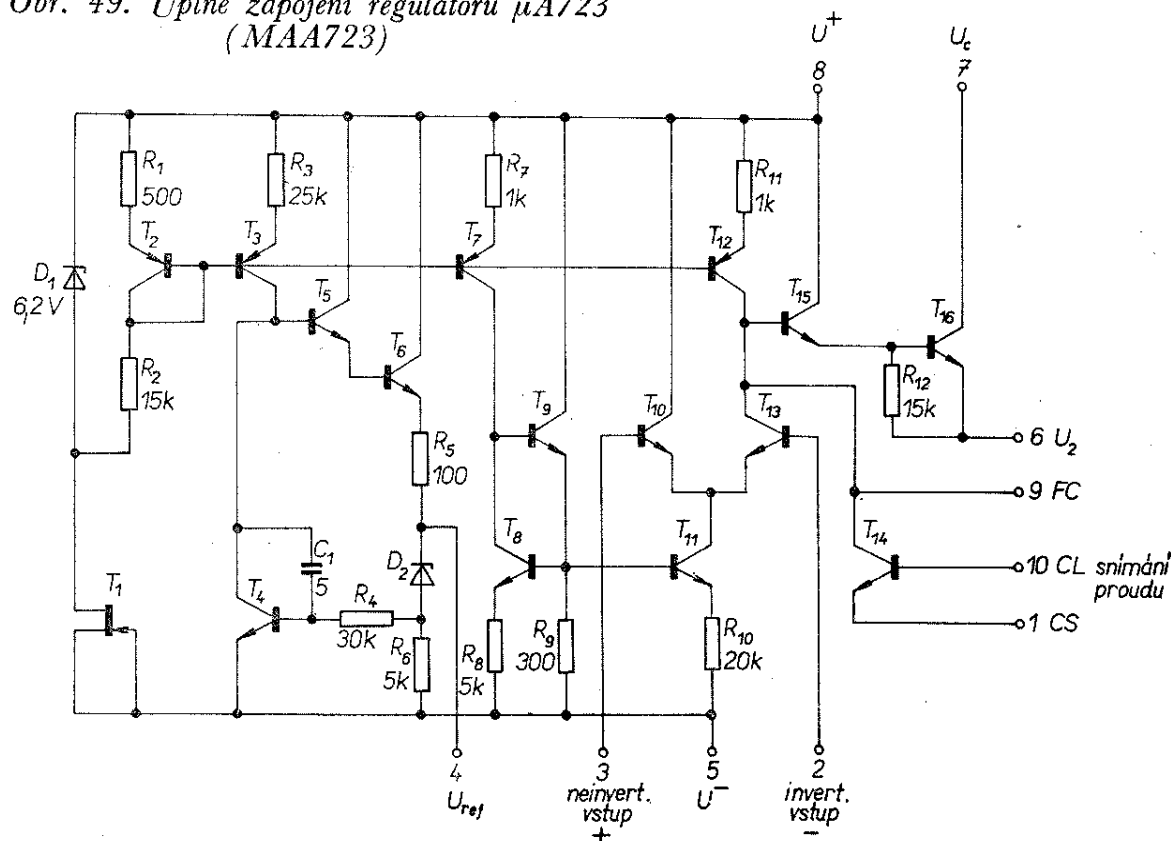 Obr. 49. Úplné zapojení regulátoru μA723
(MAA723)
U+
8
Uc
7
R1
500
R3
25k
R7
1k
R11
1k
T2
T3
T7
T12
D1
6,2V
T5
T15
T16
T6
R2
15k
R12
15k
T9
T10
T13
6 U2
R5
100
9 FC
T8
T11
T14
C1
5
D2
10 CL snímání
proudu
T1
T4
R4
30k
1 CS
R6
5k
R8
5k
R9
300
R10
20k
4
Uref
3
neinvert.
vstup
+
5
U−
2
invert.
vstup
−